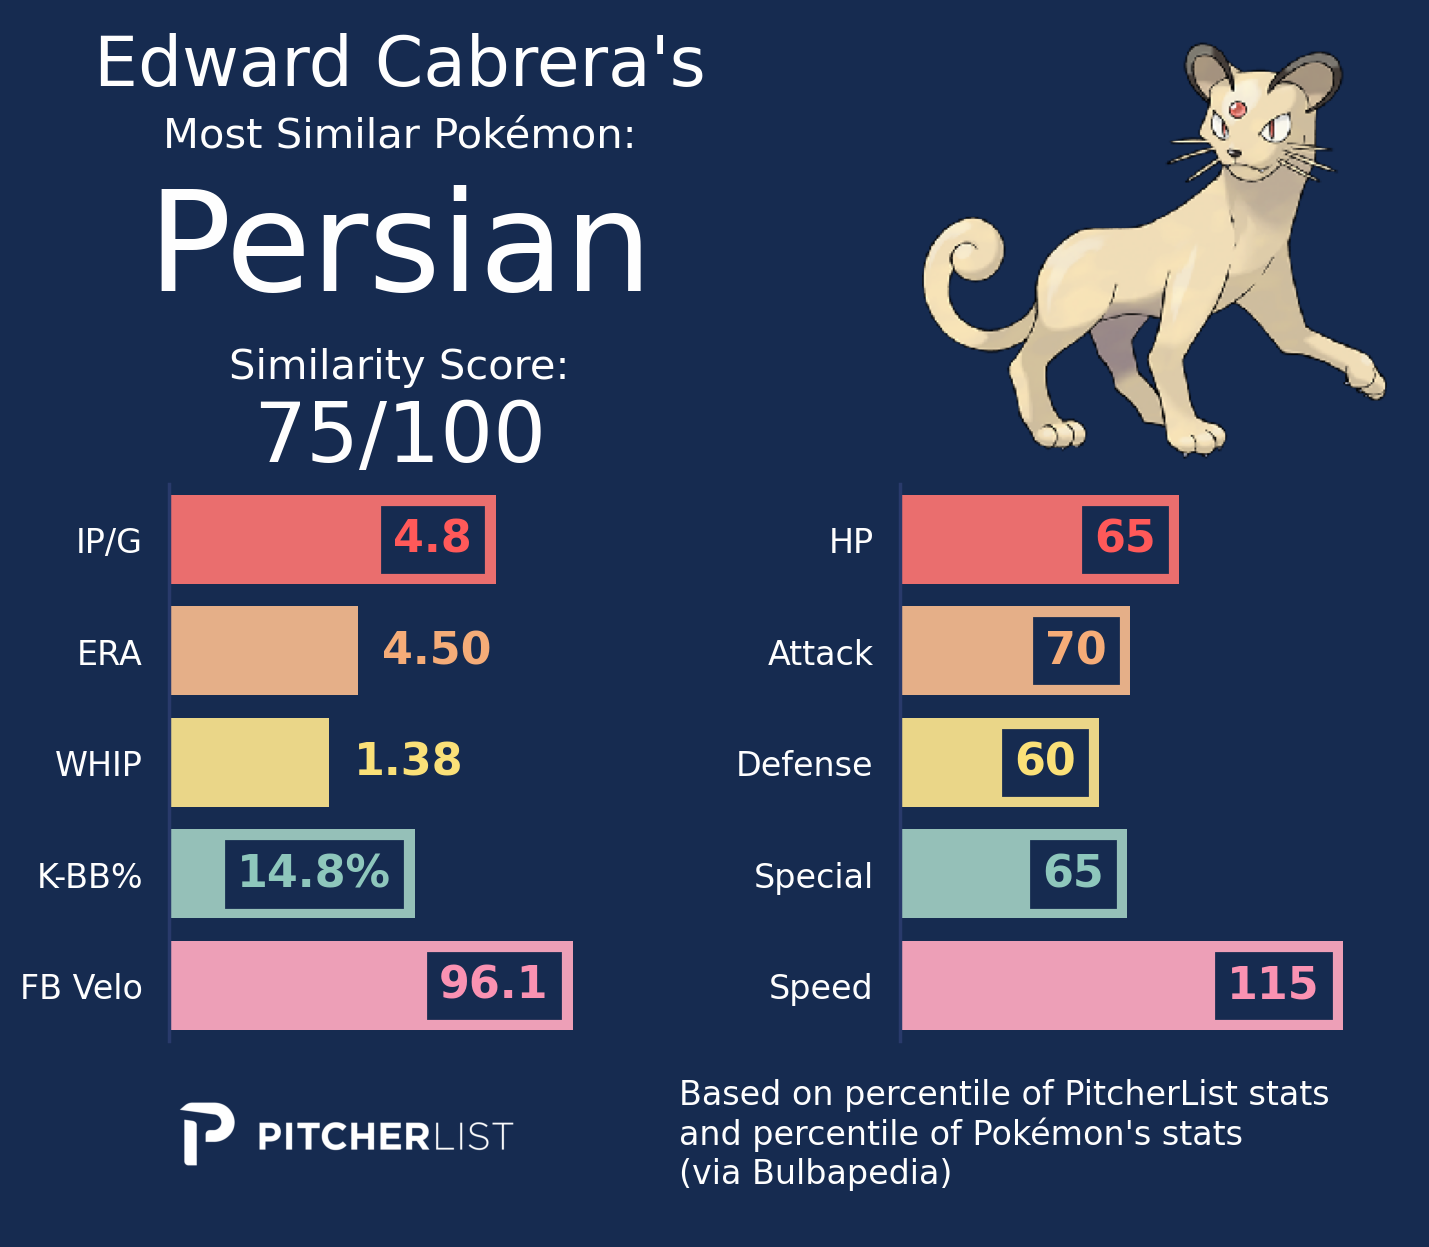 Edward Cabrera's
Most Similar Pokémon:
Persian
Similarity Score:
75/100
IP/G 4.8
ERA 4.50
WHIP 1.38
K-BB% 14.8%
FB Velo 96.1
HP 65
Attack 70
Defense 60
Special 65
Speed 115
PITCHERLIST
Based on percentile of PitcherList stats
and percentile of Pokémon's stats
(via Bulbapedia)